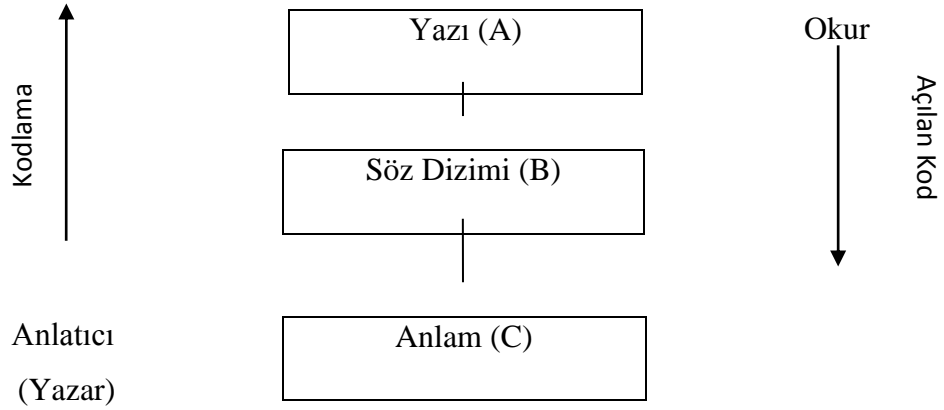 Yazı (A)
Okur
Kodlama
Açılan Kod
Söz Dizimi (B)
Anlatıcı
(Yazar)
Anlam (C)